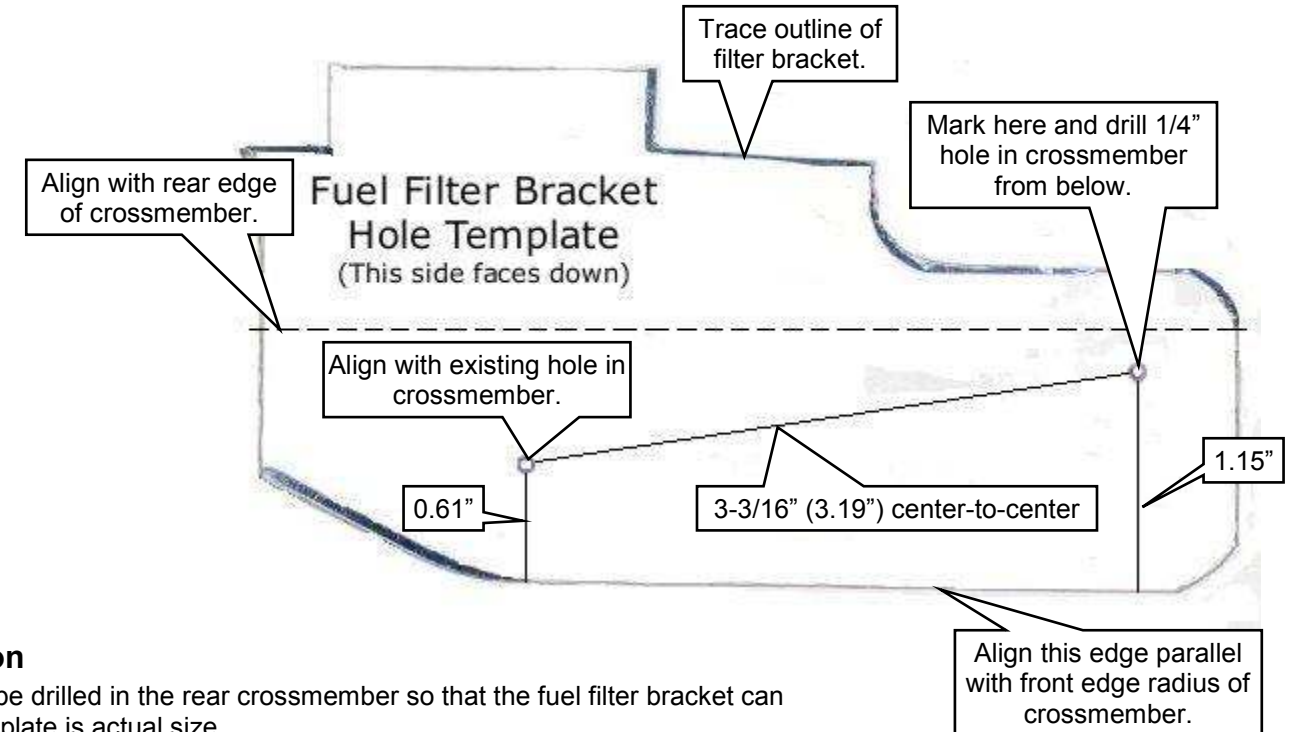 Trace outline of
filter bracket.
Mark here and drill 1/4”
hole in crossmember
from below.
Align with rear edge
of crossmember.
Fuel Filter Bracket
Hole Template
(This side faces down)
Align with existing hole in
crossmember.
0.61”
3-3/16” (3.19”) center-to-center
1.15”
Align this edge parallel
with front edge radius of
crossmember.
on
be drilled in the rear crossmember so that the fuel filter bracket can
plate is actual size